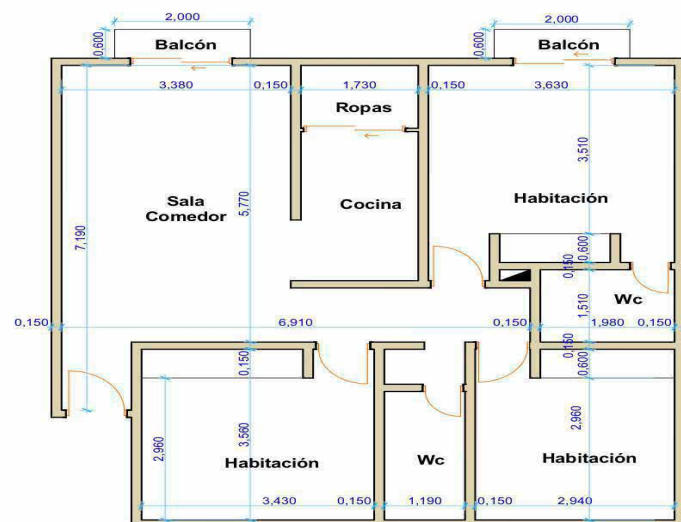 2,000
2,000
0,600
Balcón
0,600
Balcón
3,380
0,150
1,730
0,150
3,630
Ropas
3,510
Sala
Comedor
5,770
Cocina
Habitación
7,190
0,600
0,150
Wc
1,510
0,150
6,910
0,150
1,980
0,150
0,150
0,150
0,600
2,960
3,560
2,960
Habitación
Wc
Habitación
3,430
0,150
1,190
0,150
2,940